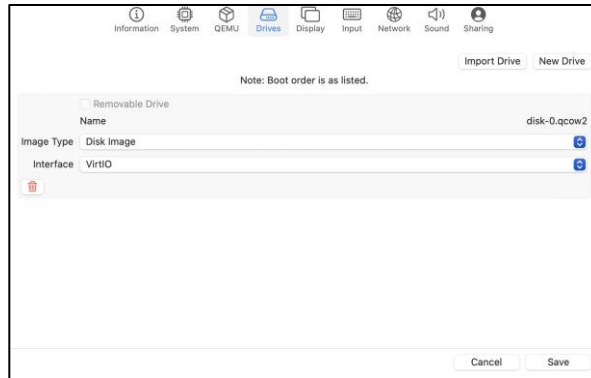 Information System QEMU Drives Display Input Network Sound Sharing
Import Drive New Drive
Note: Boot order is as listed.
Removable Drive
Name disk-0.qcow2
Image Type Disk Image
Interface VirtIO
Cancel Save